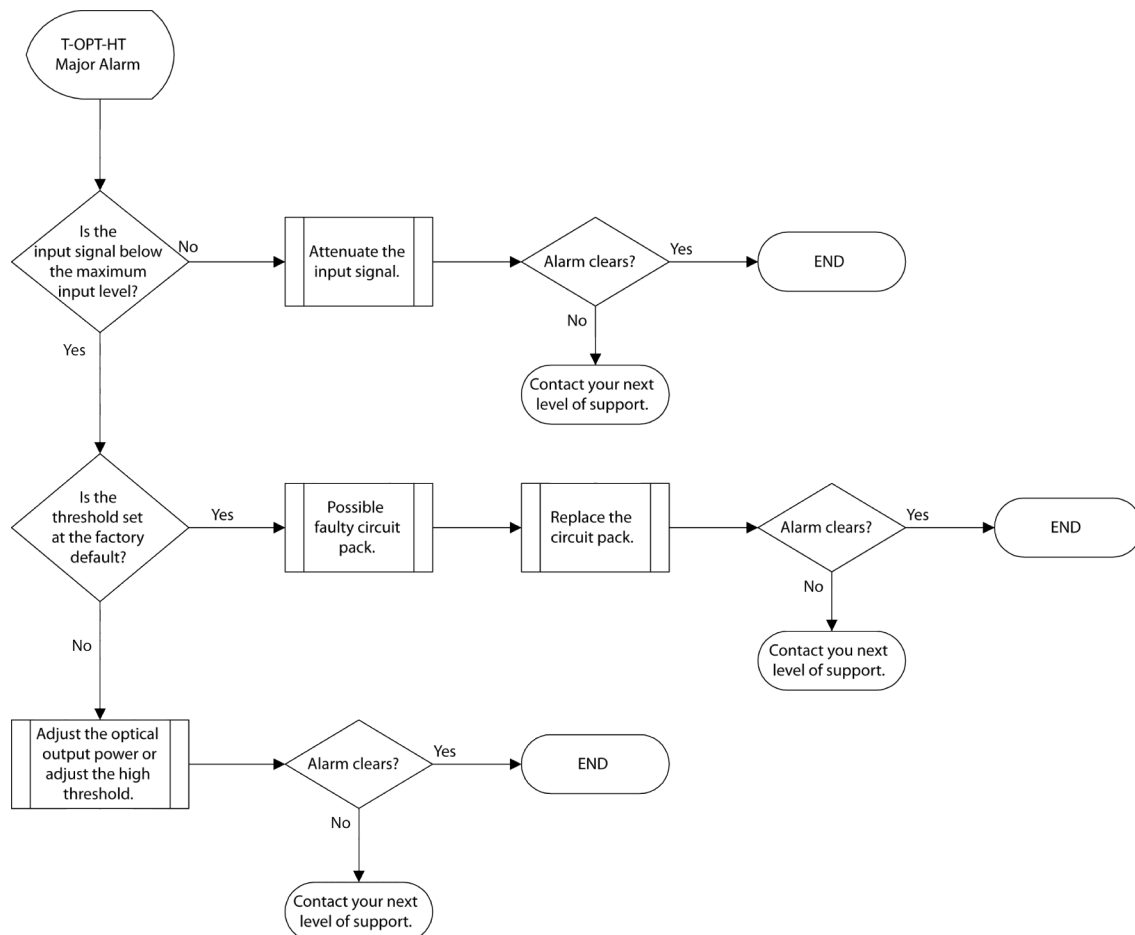 T-OPT-HT
Major Alarm
Is the
input signal below
the maximum
input level?
No
Attenuate the
input signal.
Alarm clears?
Yes
END
No
Contact your next
level of support.
Yes
Is the
threshold set
at the factory
default?
Yes
Possible
faulty circuit
pack.
Replace the
circuit pack.
Alarm clears?
Yes
END
No
Contact you next
level of support.
No
Adjust the optical
output power or
adjust the high
threshold.
Alarm clears?
Yes
END
No
Contact your next
level of support.